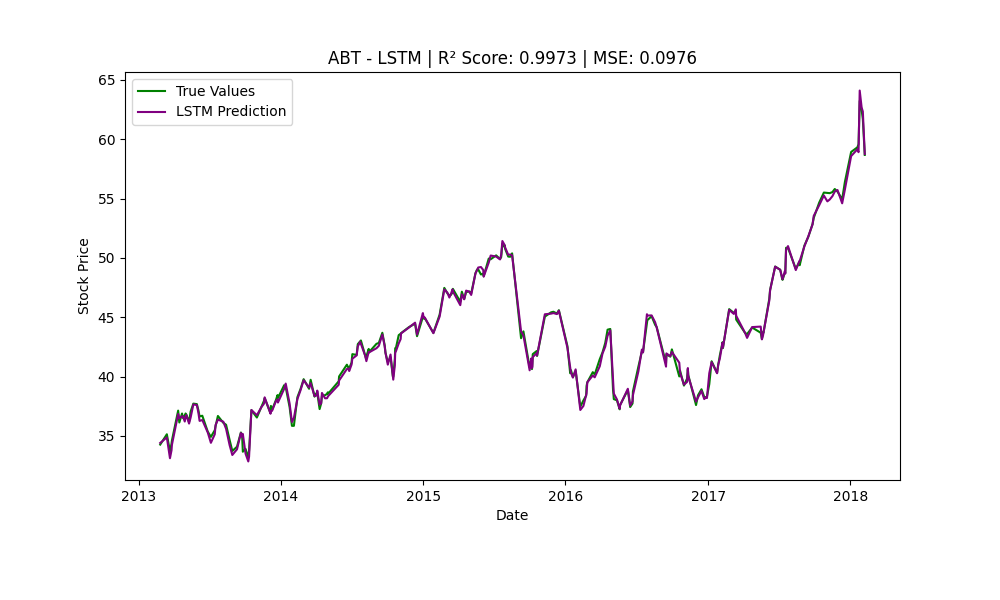 ABT - LSTM | R² Score: 0.9973 | MSE: 0.0976
True Values
LSTM Prediction
65
60
55
50
45
40
35
Stock Price
2013 2014 2015 2016 2017 2018
Date